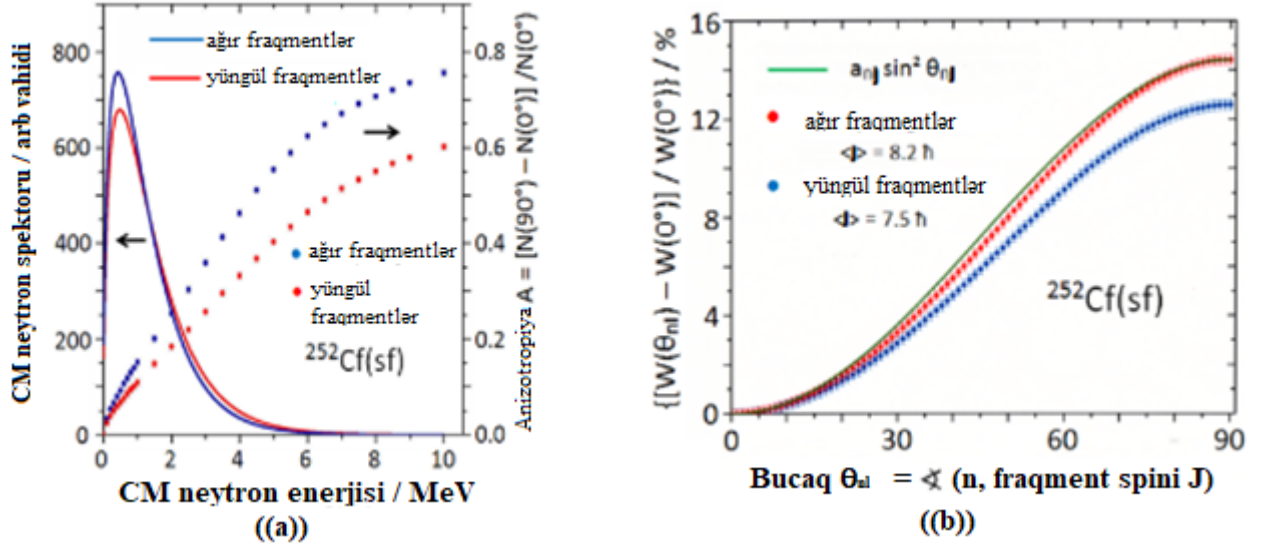 800
600
400
200
0
CM neytron spektoru / arb vahidi
ağır fraqmentlər
yüngül fraqmentlər
ağır fraqmentlər
yüngül
fraqmentlər
²⁵²Cf(sf)
0.8
0.6
0.4
0.2
0.0
Anizotropiya A = [N(90°) – N(0°)] /N(0°)
0 2 4 6 8 10
CM neytron enerjisi / MeV
((a))
16
12
8
4
0
{[W(θₙⱼ) – W(0°)] / W(0°)} / %
aₙⱼ sin² θₙⱼ
ağır fraqmentlər
<J> = 8.2 ħ
yüngül fraqmentlər
<J> = 7.5 ħ
²⁵²Cf(sf)
0 30 60 90
Bucaq θₙₗ = ∢ (n, fraqment spini J)
((b))